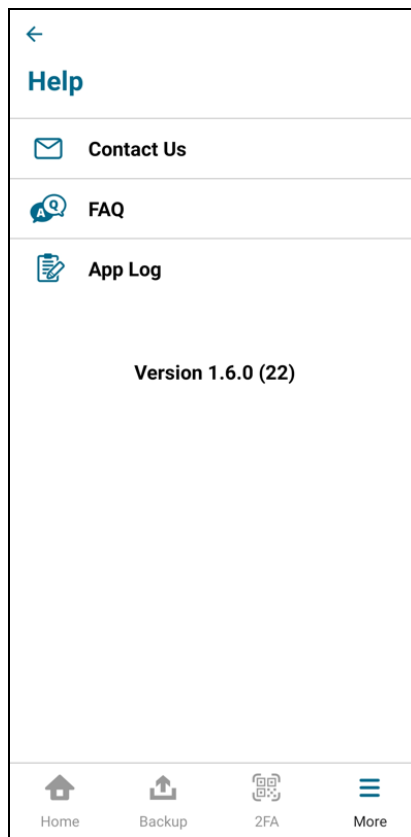 Help
Contact Us
A Q
FAQ
App Log
Version 1.6.0 (22)
Home Backup 2FA More